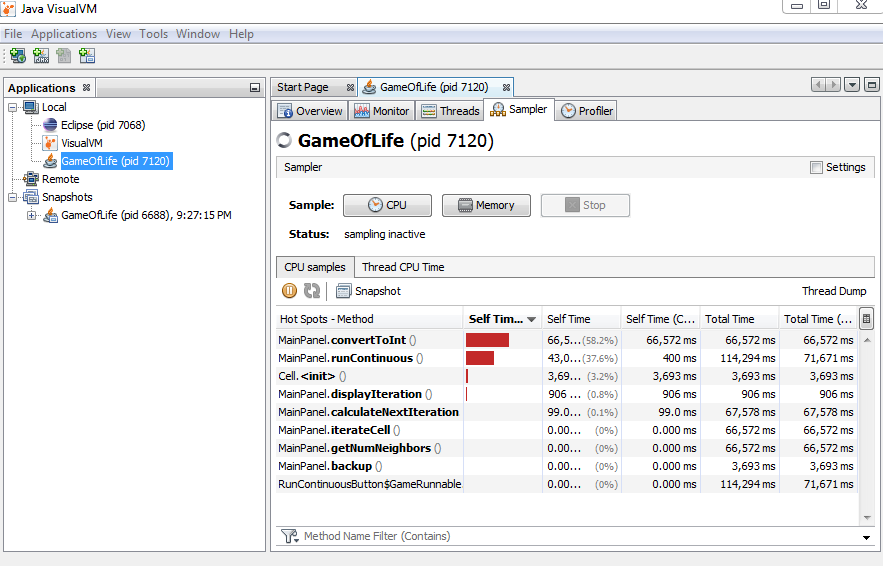 Java VisualVM
File Applications View Tools Window Help
Applications
Local
Eclipse (pid 7068)
VisualVM
GameOfLife (pid 7120)
Remote
Snapshots
GameOfLife (pid 6688), 9:27:15 PM
Start Page GameOfLife (pid 7120)
Overview Monitor Threads Sampler Profiler
GameOfLife (pid 7120)
Sampler Settings
Sample: CPU Memory Stop
Status: sampling inactive
CPU samples Thread CPU Time
Snapshot Thread Dump
Hot Spots - Method Self Tim... Self Time Self Time (C... Total Time Total Time (...
MainPanel.convertToInt () 66,5... (58.2%) 66,572 ms 66,572 ms 66,572 ms
MainPanel.runContinuous () 43,0... (37.6%) 400 ms 114,294 ms 71,671 ms
Cell.<init> () 3,69... (3.2%) 3,693 ms 3,693 ms 3,693 ms
MainPanel.displayIteration () 906 ... (0.8%) 906 ms 906 ms 906 ms
MainPanel.calculateNextIteration 99.0... (0.1%) 99.0 ms 67,578 ms 67,578 ms
MainPanel.iterateCell () 0.00... (0%) 0.000 ms 66,572 ms 66,572 ms
MainPanel.getNumNeighbors () 0.00... (0%) 0.000 ms 66,572 ms 66,572 ms
MainPanel.backup () 0.00... (0%) 0.000 ms 3,693 ms 3,693 ms
RunContinuousButton$GameRunnable. 0.00... (0%) 0.000 ms 114,294 ms 71,671 ms
Method Name Filter (Contains)